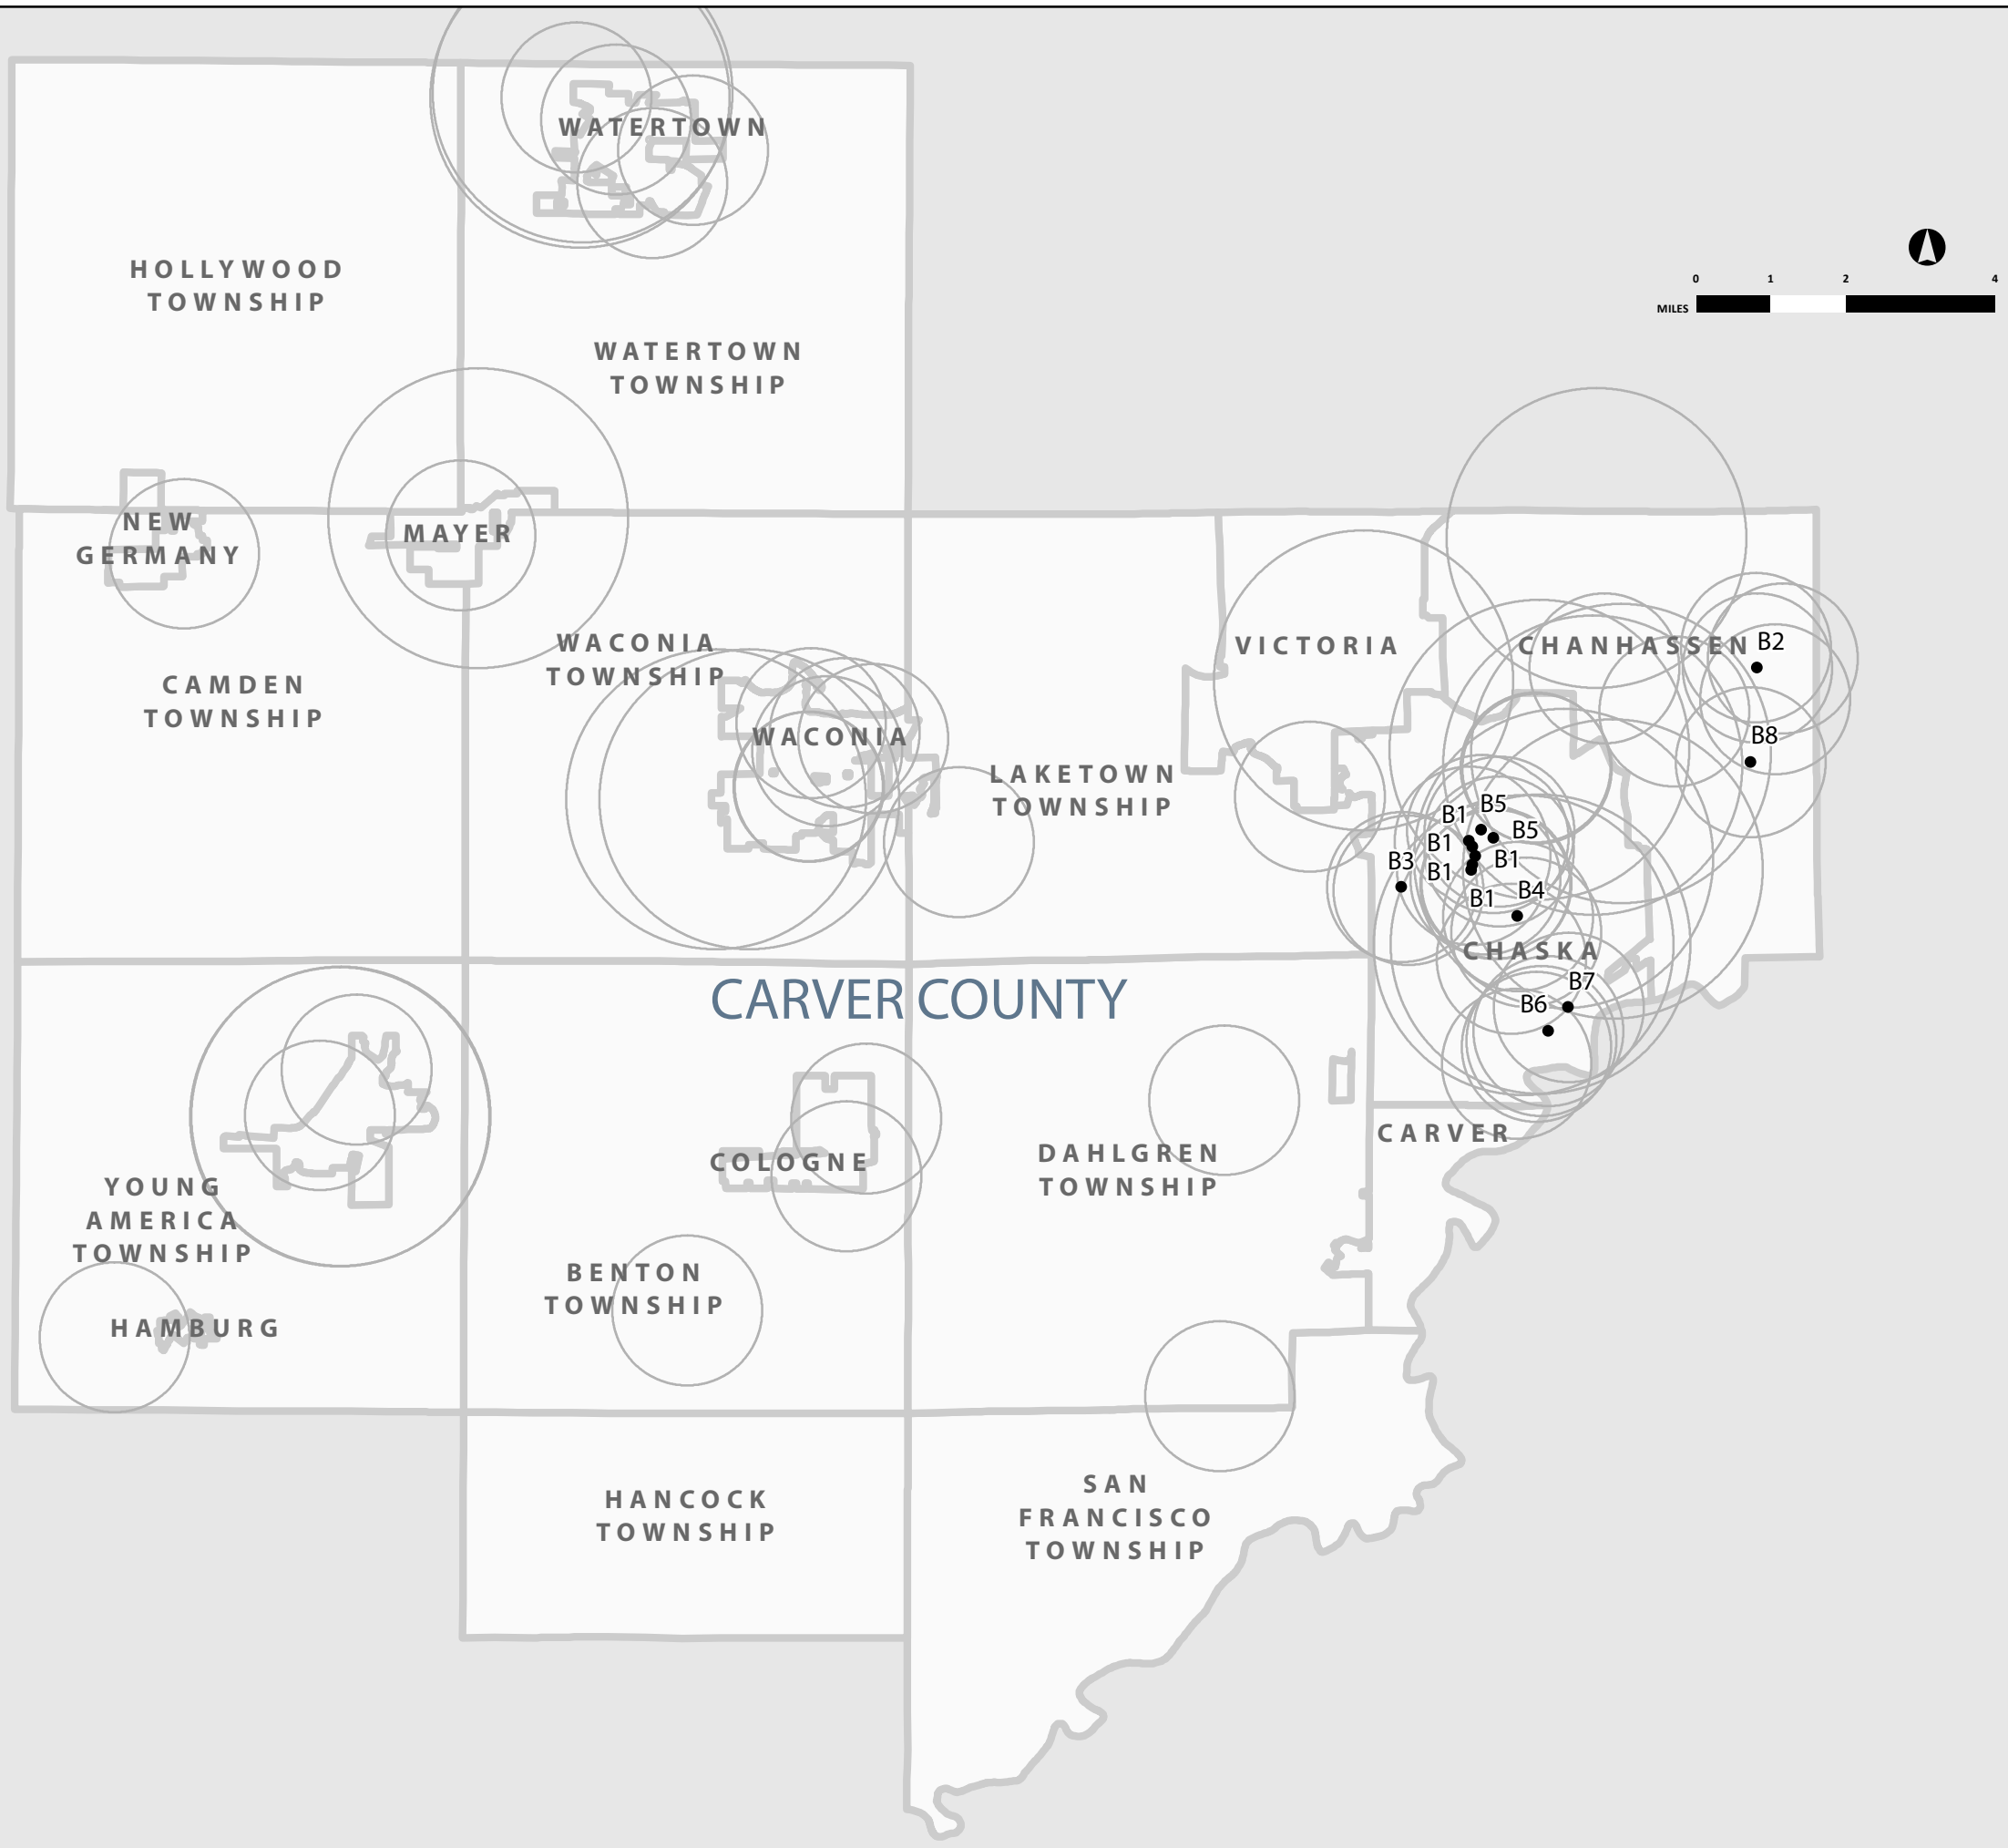 WATERTOWN
HOLLYWOOD
TOWNSHIP
0 1 2 4
MILES
WATERTOWN
TOWNSHIP
NEW
GERMANY
MAYER
WACONIA
TOWNSHIP
VICTORIA
CHANHASSEN
B2
CAMDEN
TOWNSHIP
WACONIA
B8
LAKETOWN
TOWNSHIP
B5
B1
B5
B1
B3
B1
B1
B4
B1
CHASKA
B7
B6
CARVER COUNTY
CARVER
COLOGNE
DAHLGREN
TOWNSHIP
YOUNG
AMERICA
TOWNSHIP
BENTON
TOWNSHIP
HAMBURG
HANCOCK
TOWNSHIP
SAN
FRANCISCO
TOWNSHIP